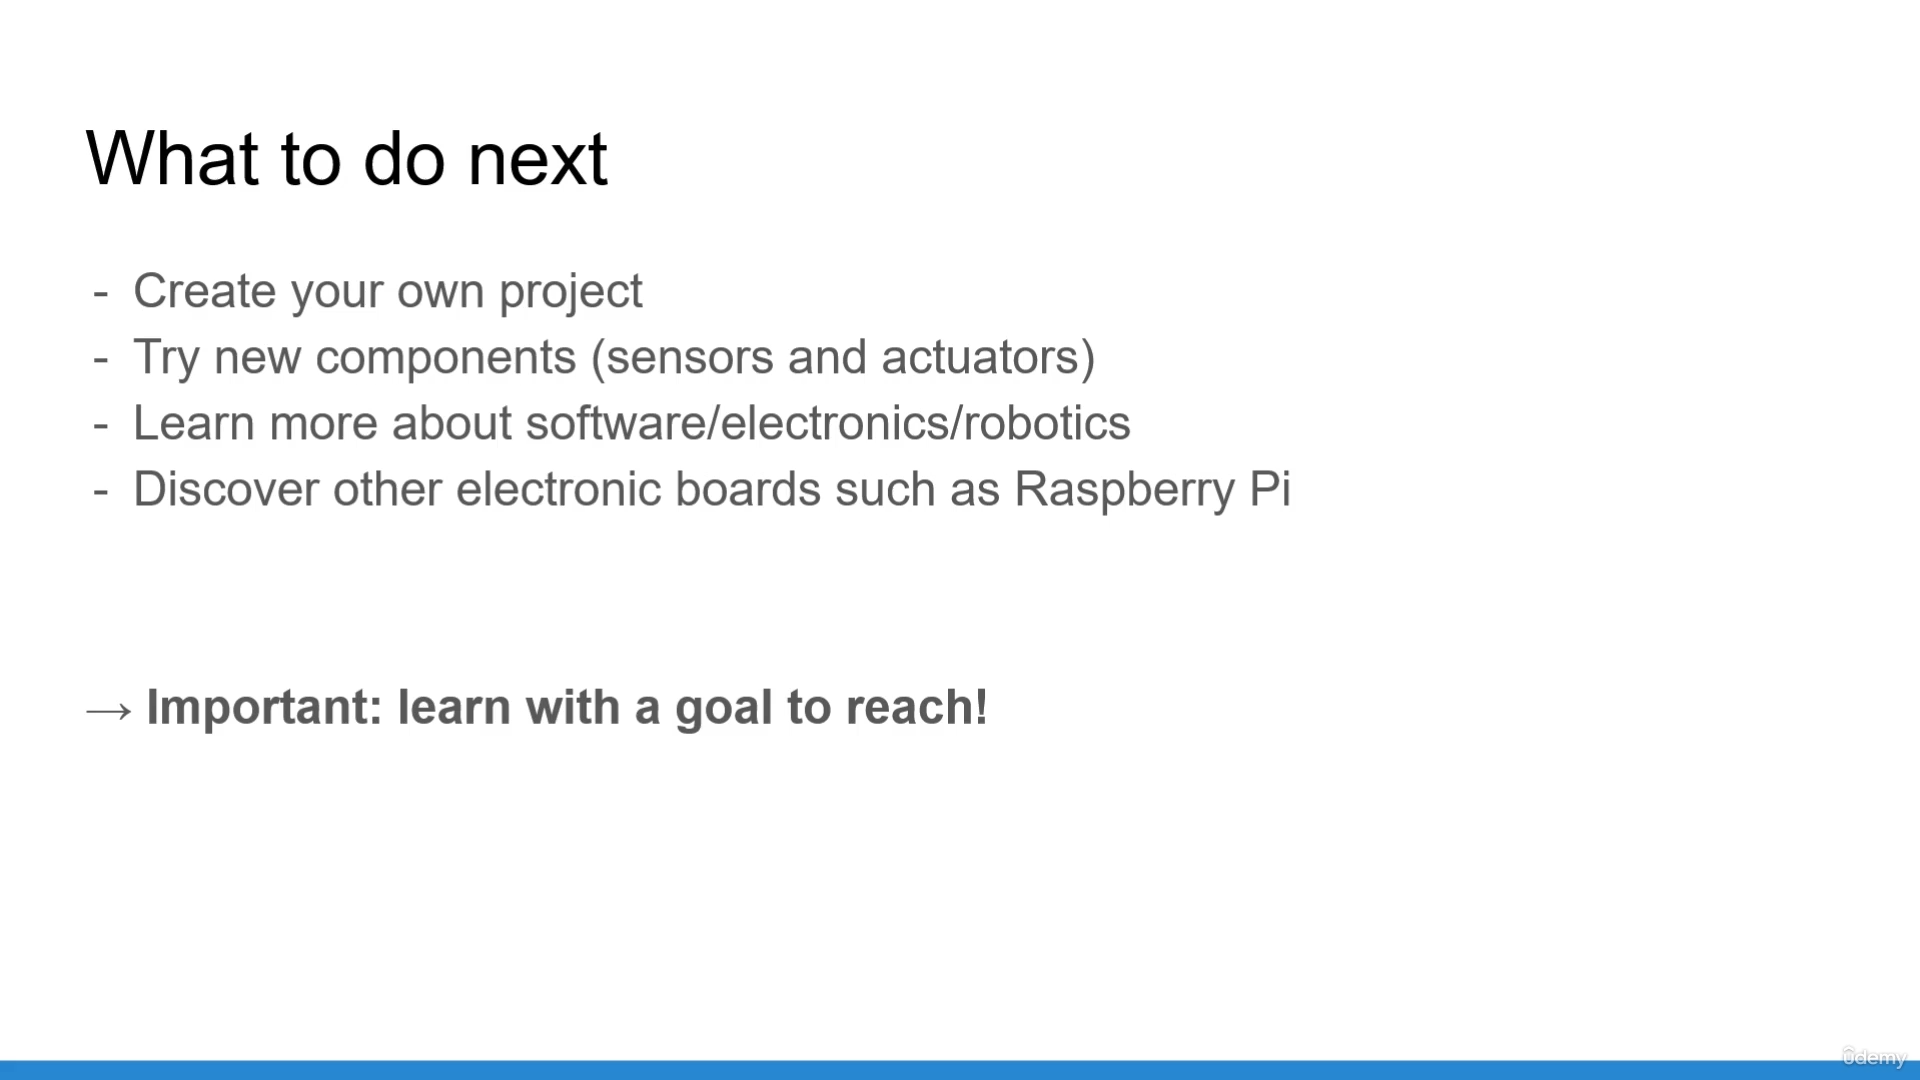 What to do next
- Create your own project
- Try new components (sensors and actuators)
- Learn more about software/electronics/robotics
- Discover other electronic boards such as Raspberry Pi
→ Important: learn with a goal to reach!
ûdemy